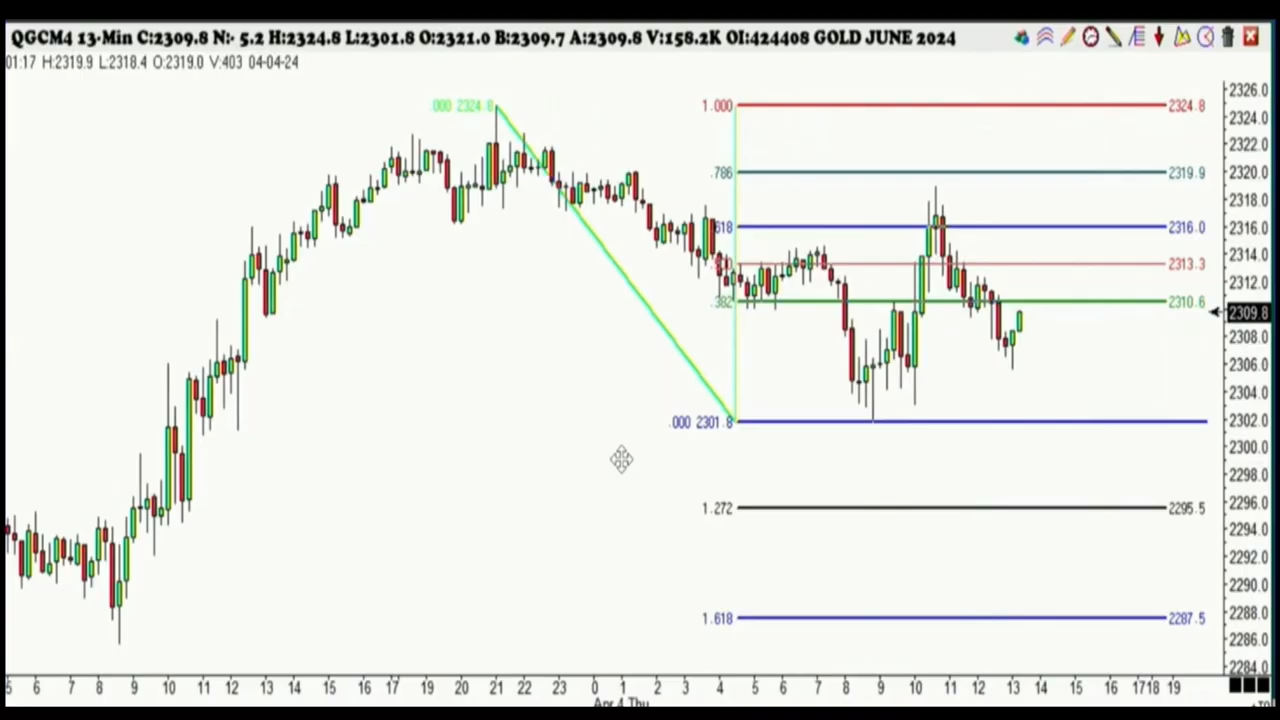 QGCM4 13-Min C:2309.8 N:- 5.2 H:2324.8 L:2301.8 O:2321.0 B:2309.7 A:2309.8 V:158.2K OI:424408 GOLD JUNE 2024
01:17 H:2319.9 L:2318.4 O:2319.0 V:403 04-04-24
2326.0
.000 2324.8 1.000 2324.8
2324.0
2322.0
.786 2319.9 2320.0
2318.0
.618 2316.0 2316.0
2314.0
2313.3
2312.0
.382 2310.6
2309.8
2308.0
2306.0
2304.0
.000 2301.8 2302.0
2300.0
2298.0
2296.0
1.272 2295.5
2294.0
2292.0
2290.0
2288.0
1.618 2287.5
2286.0
2284.0
5 6 7 8 9 10 11 12 13 14 15 16 17 19 20 21 22 23 0 1 2 3 4 5 6 7 8 9 10 11 12 13 14 15 16 17 18 19
Apr 4 Thu